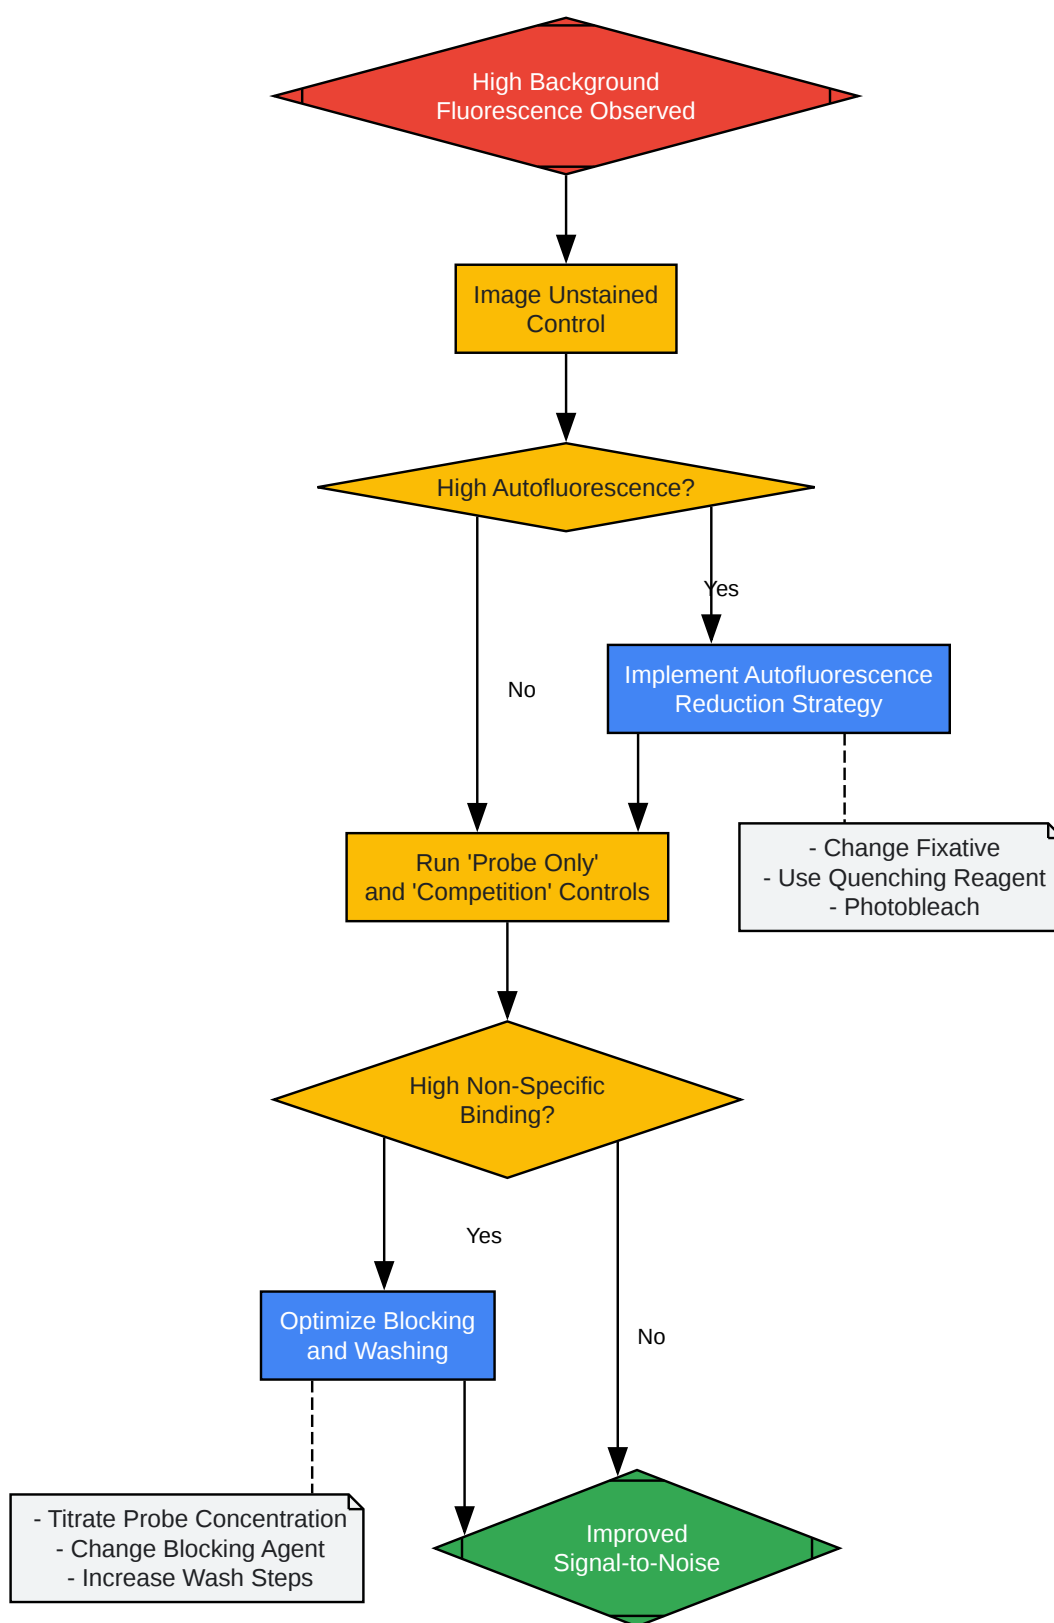 High Background
Fluorescence Observed
Image Unstained
Control
High Autofluorescence?
Yes
Implement Autofluorescence
Reduction Strategy
No
- Change Fixative
- Use Quenching Reagent
- Photobleach
Run 'Probe Only'
and 'Competition' Controls
High Non-Specific
Binding?
Yes
Optimize Blocking
and Washing
No
- Titrate Probe Concentration
- Change Blocking Agent
- Increase Wash Steps
Improved
Signal-to-Noise